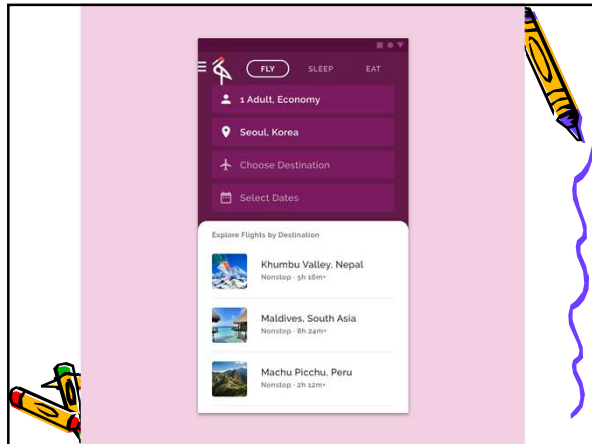 FLY SLEEP EAT
1 Adult, Economy
Seoul, Korea
Choose Destination
Select Dates
Explore Flights by Destination
Khumbu Valley, Nepal
Nonstop · 5h 16m+
Maldives, South Asia
Nonstop · 8h 24m+
Machu Picchu, Peru
Nonstop · 2h 12m+